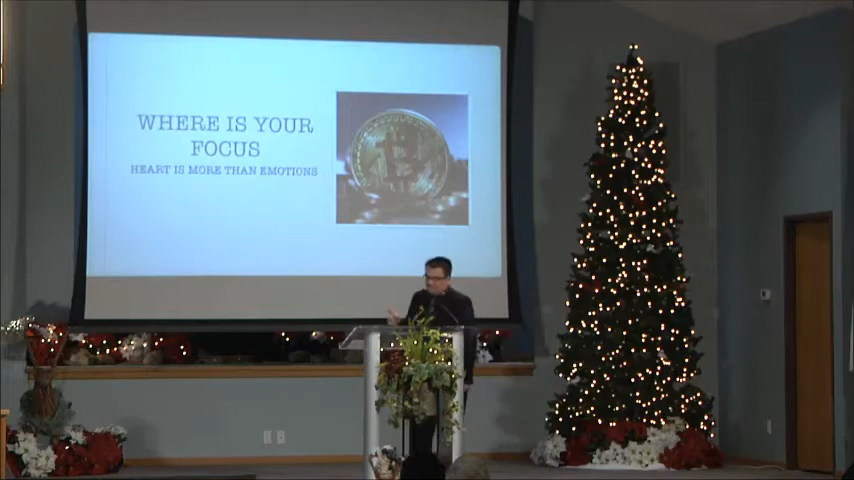 WHERE IS YOUR
FOCUS
HEART IS MORE THAN EMOTIONS